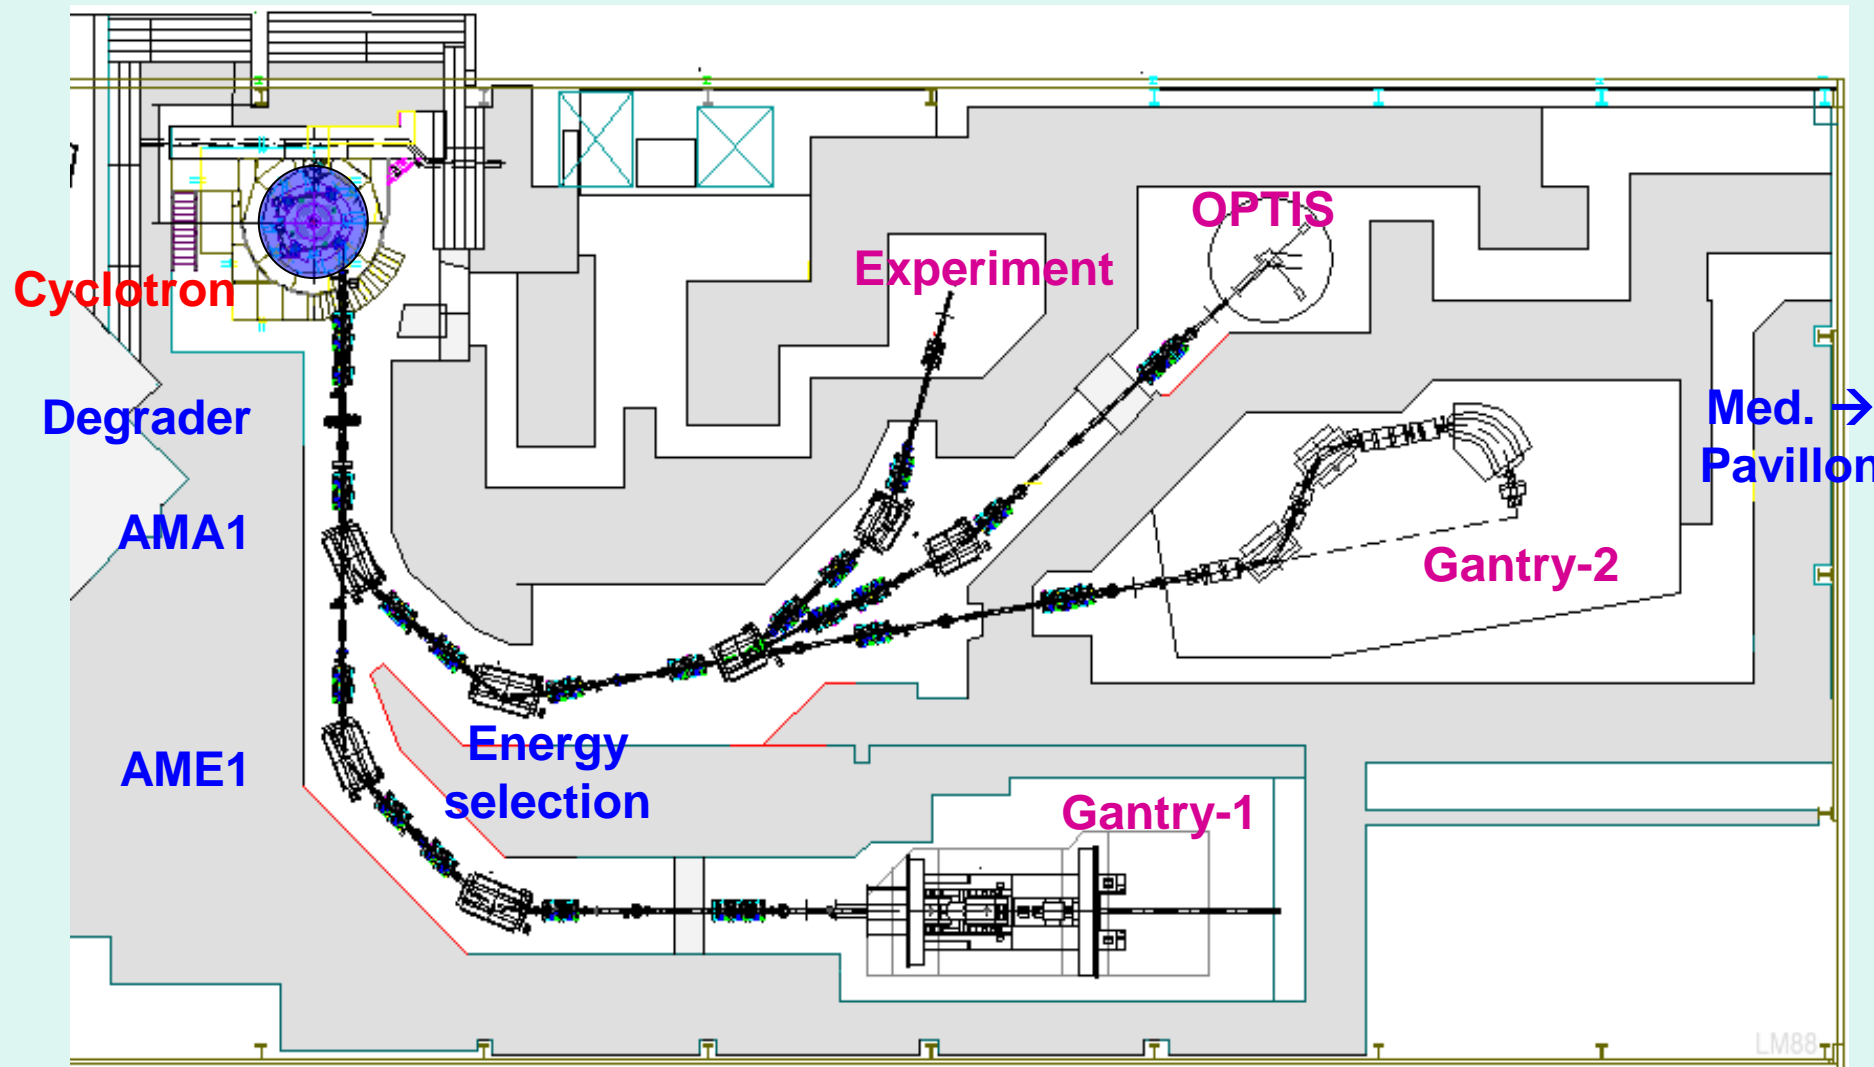 OPTIS
Experiment
Cyclotron
Degrader
Med. →
Pavillon
AMA1
Gantry-2
Energy
selection
AME1
Gantry-1
LM88